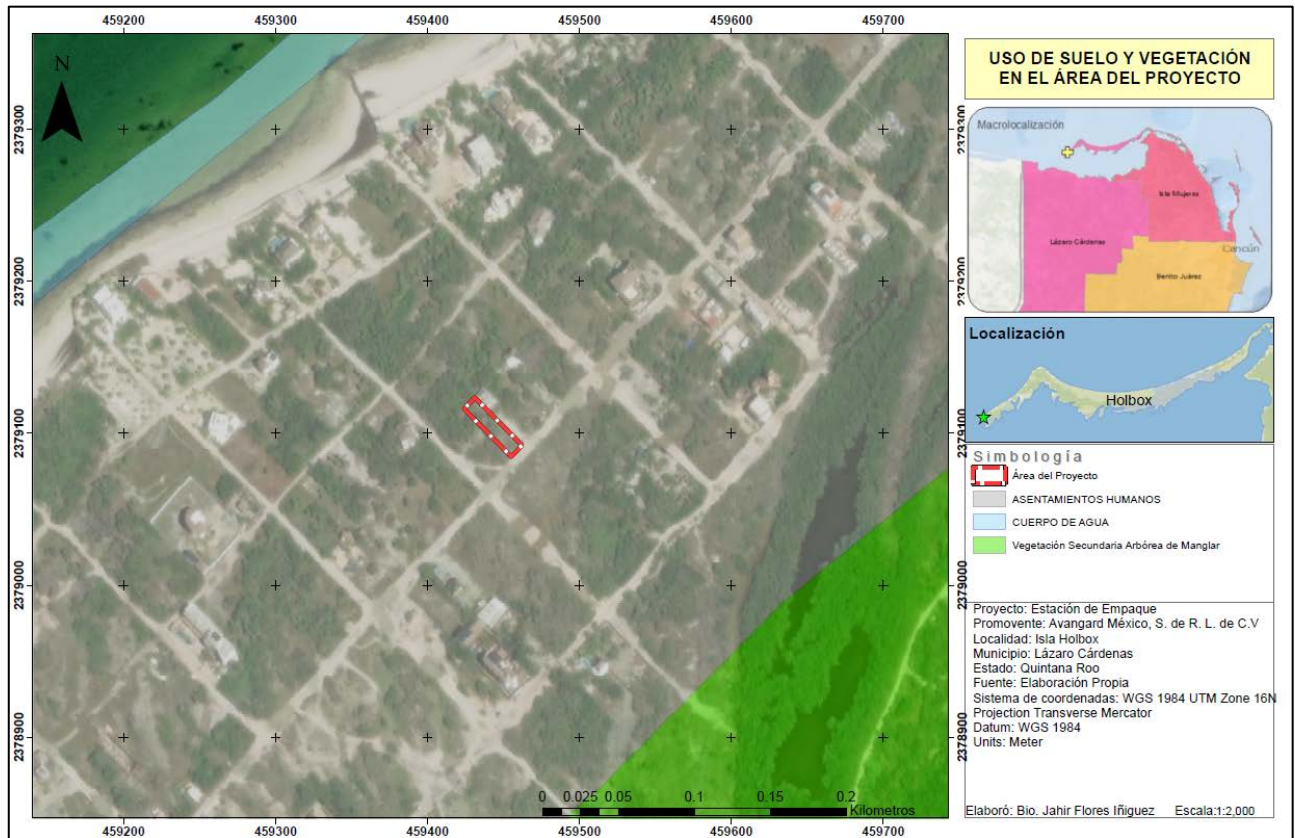 459200 459300 459400 459500 459600 459700
N
2379300
2379200
2379100
2379000
2378900
2379300
2379200
2379100
2379000
2378900
0 0.025 0.05 0.1 0.15 0.2
Kilometros
459200 459300 459400 459500 459600 459700
USO DE SUELO Y VEGETACIÓN
EN EL ÁREA DEL PROYECTO
Macrolocalización
Isla Mujeres
Lázaro Cárdenas
Cancún
Benito Juárez
Localización
Holbox
Simbología
Área del Proyecto
ASENTAMIENTOS HUMANOS
CUERPO DE AGUA
Vegetación Secundaria Arbórea de Manglar
Proyecto: Estación de Empaque
Promovente: Avangard México, S. de R. L. de C.V
Localidad: Isla Holbox
Municipio: Lázaro Cárdenas
Estado: Quintana Roo
Fuente: Elaboración Propia
Sistema de coordenadas: WGS 1984 UTM Zone 16N
Projection Transverse Mercator
Datum: WGS 1984
Units: Meter
Elaboró: Bio. Jahir Flores Iñiguez Escala:1:2,000